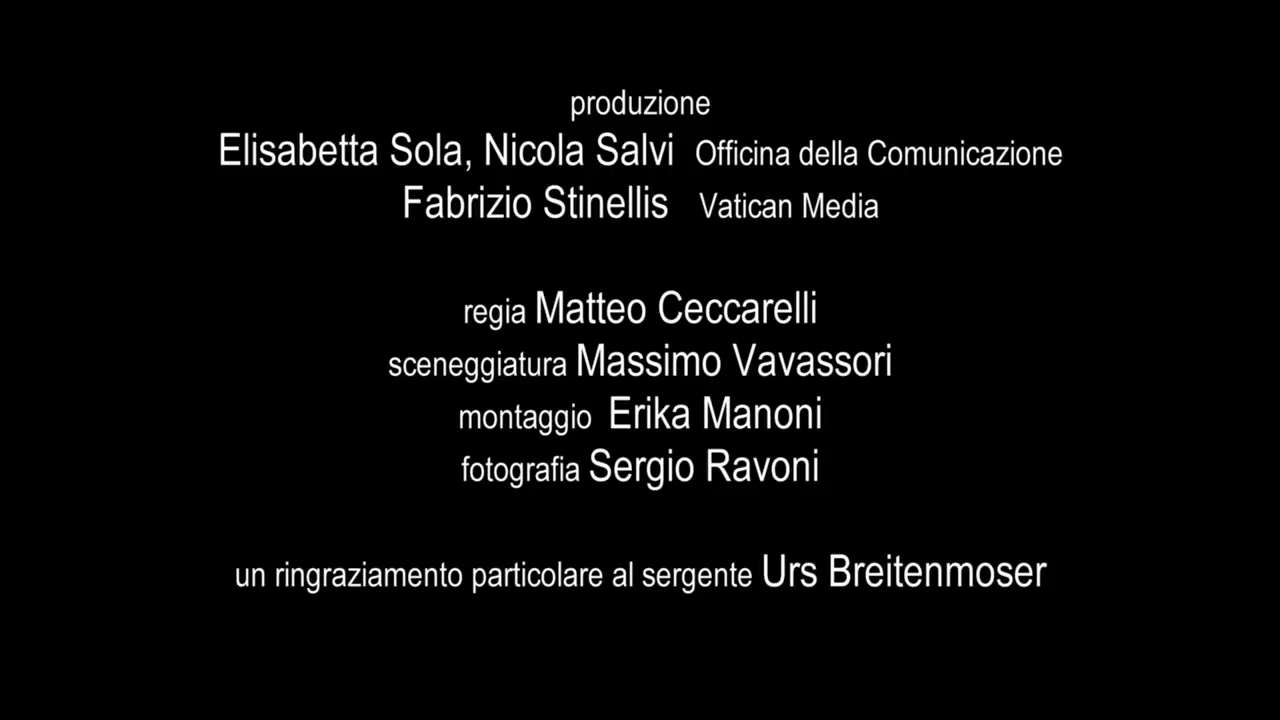 produzione
Elisabetta Sola, Nicola Salvi Officina della Comunicazione
Fabrizio Stinellis Vatican Media
regia Matteo Ceccarelli
sceneggiatura Massimo Vavassori
montaggio Erika Manoni
fotografia Sergio Ravoni
un ringraziamento particolare al sergente Urs Breitenmoser